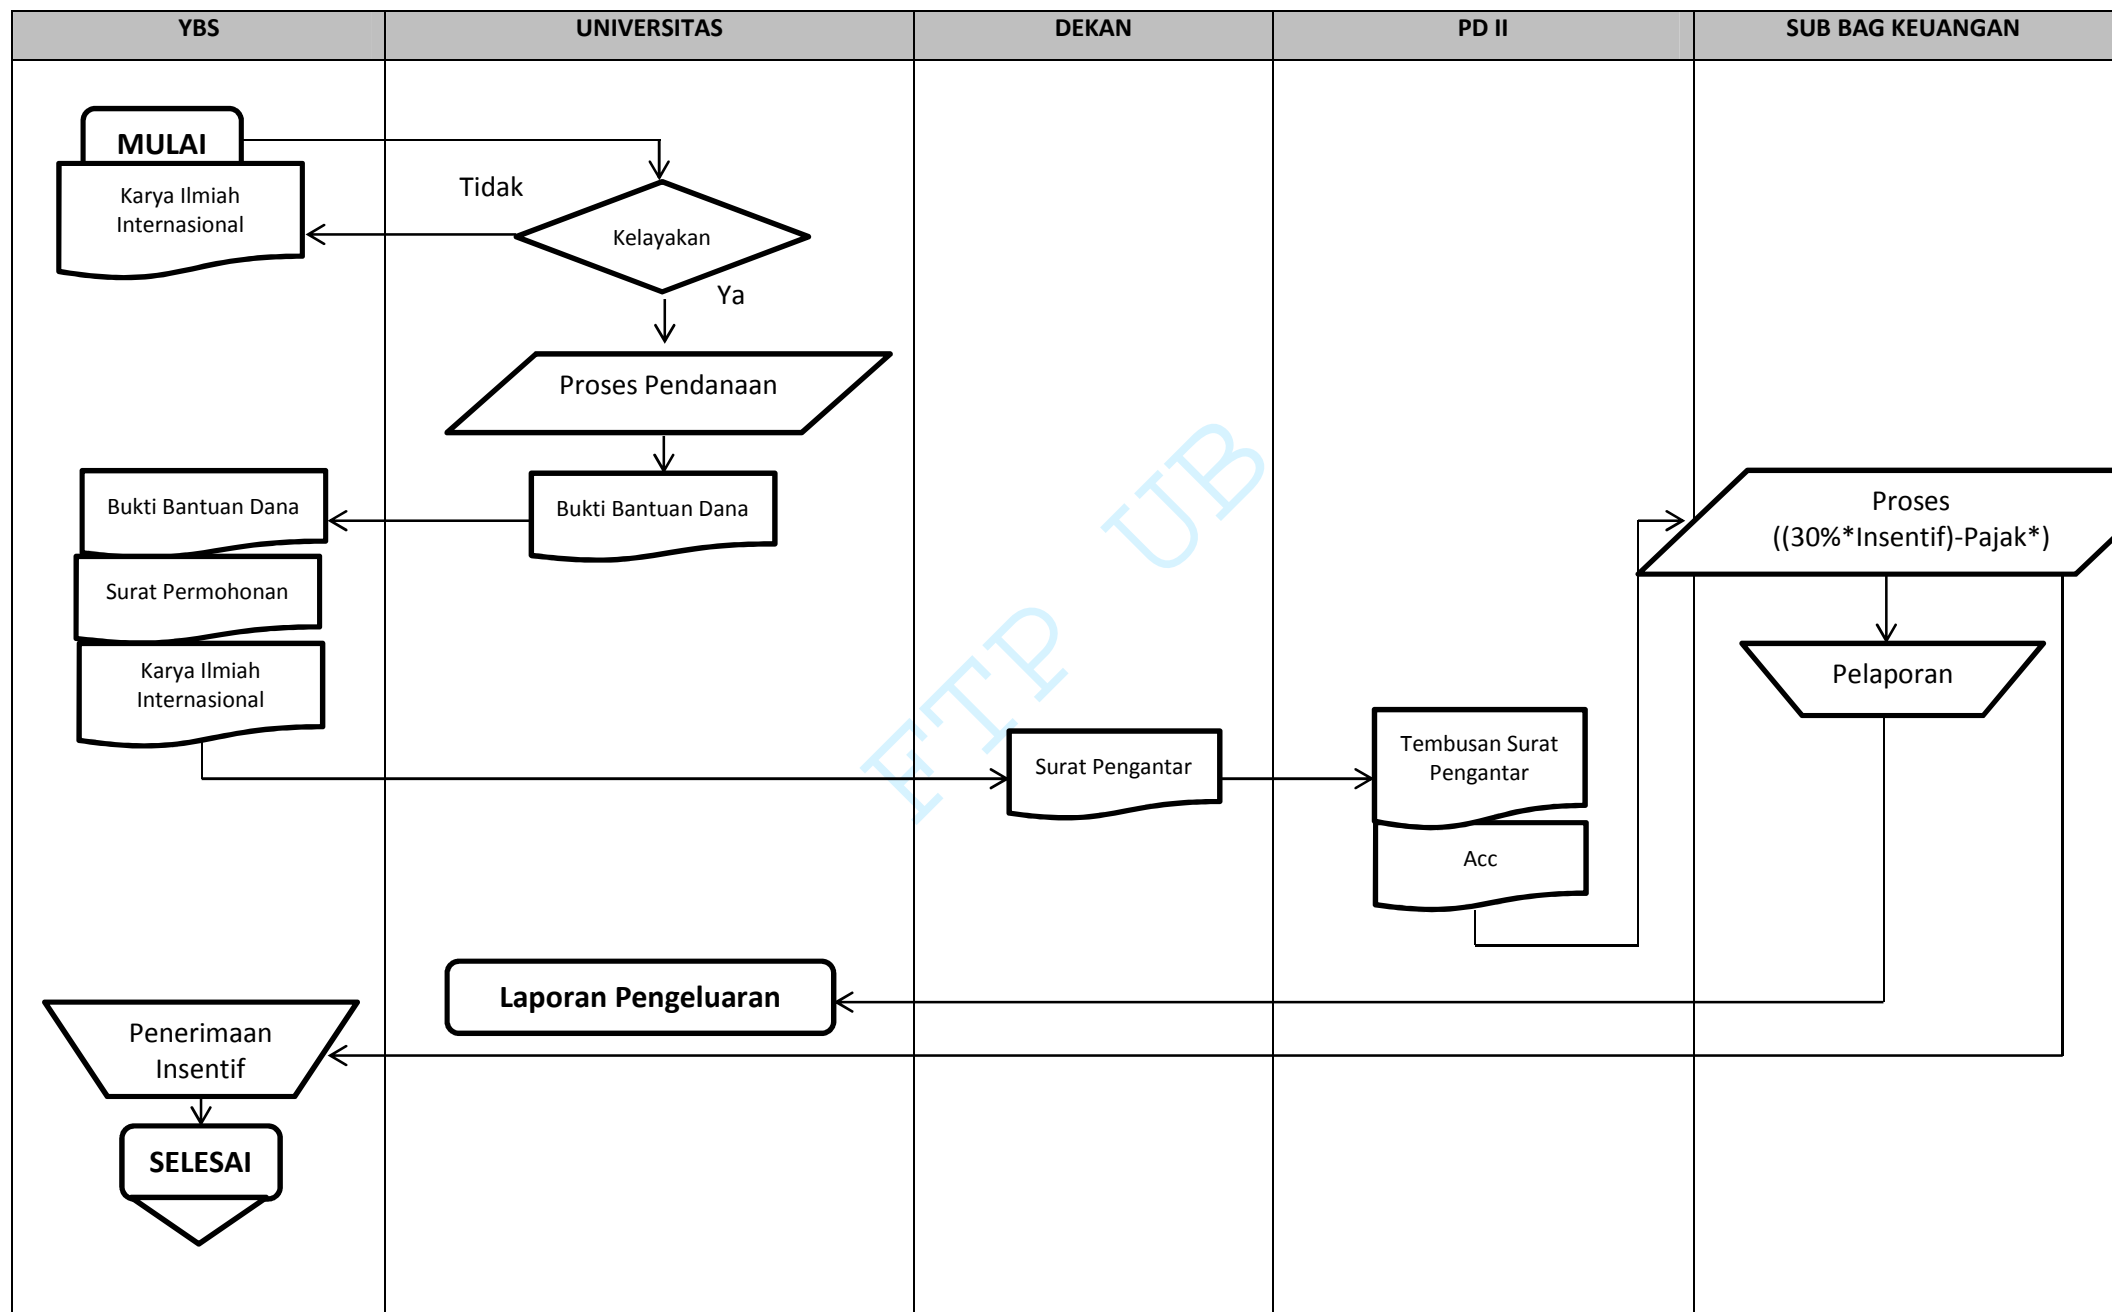 YBS
UNIVERSITAS
DEKAN
PD II
SUB BAG KEUANGAN
MULAI
Karya Ilmiah
Internasional
Tidak
Kelayakan
Ya
Proses Pendanaan
Bukti Bantuan Dana
Bukti Bantuan Dana
Proses
((30%*Insentif)-Pajak*)
Surat Permohonan
Karya Ilmiah
Internasional
Pelaporan
Surat Pengantar
Tembusan Surat
Pengantar
Acc
Laporan Pengeluaran
Penerimaan
Insentif
SELESAI
FTP UB